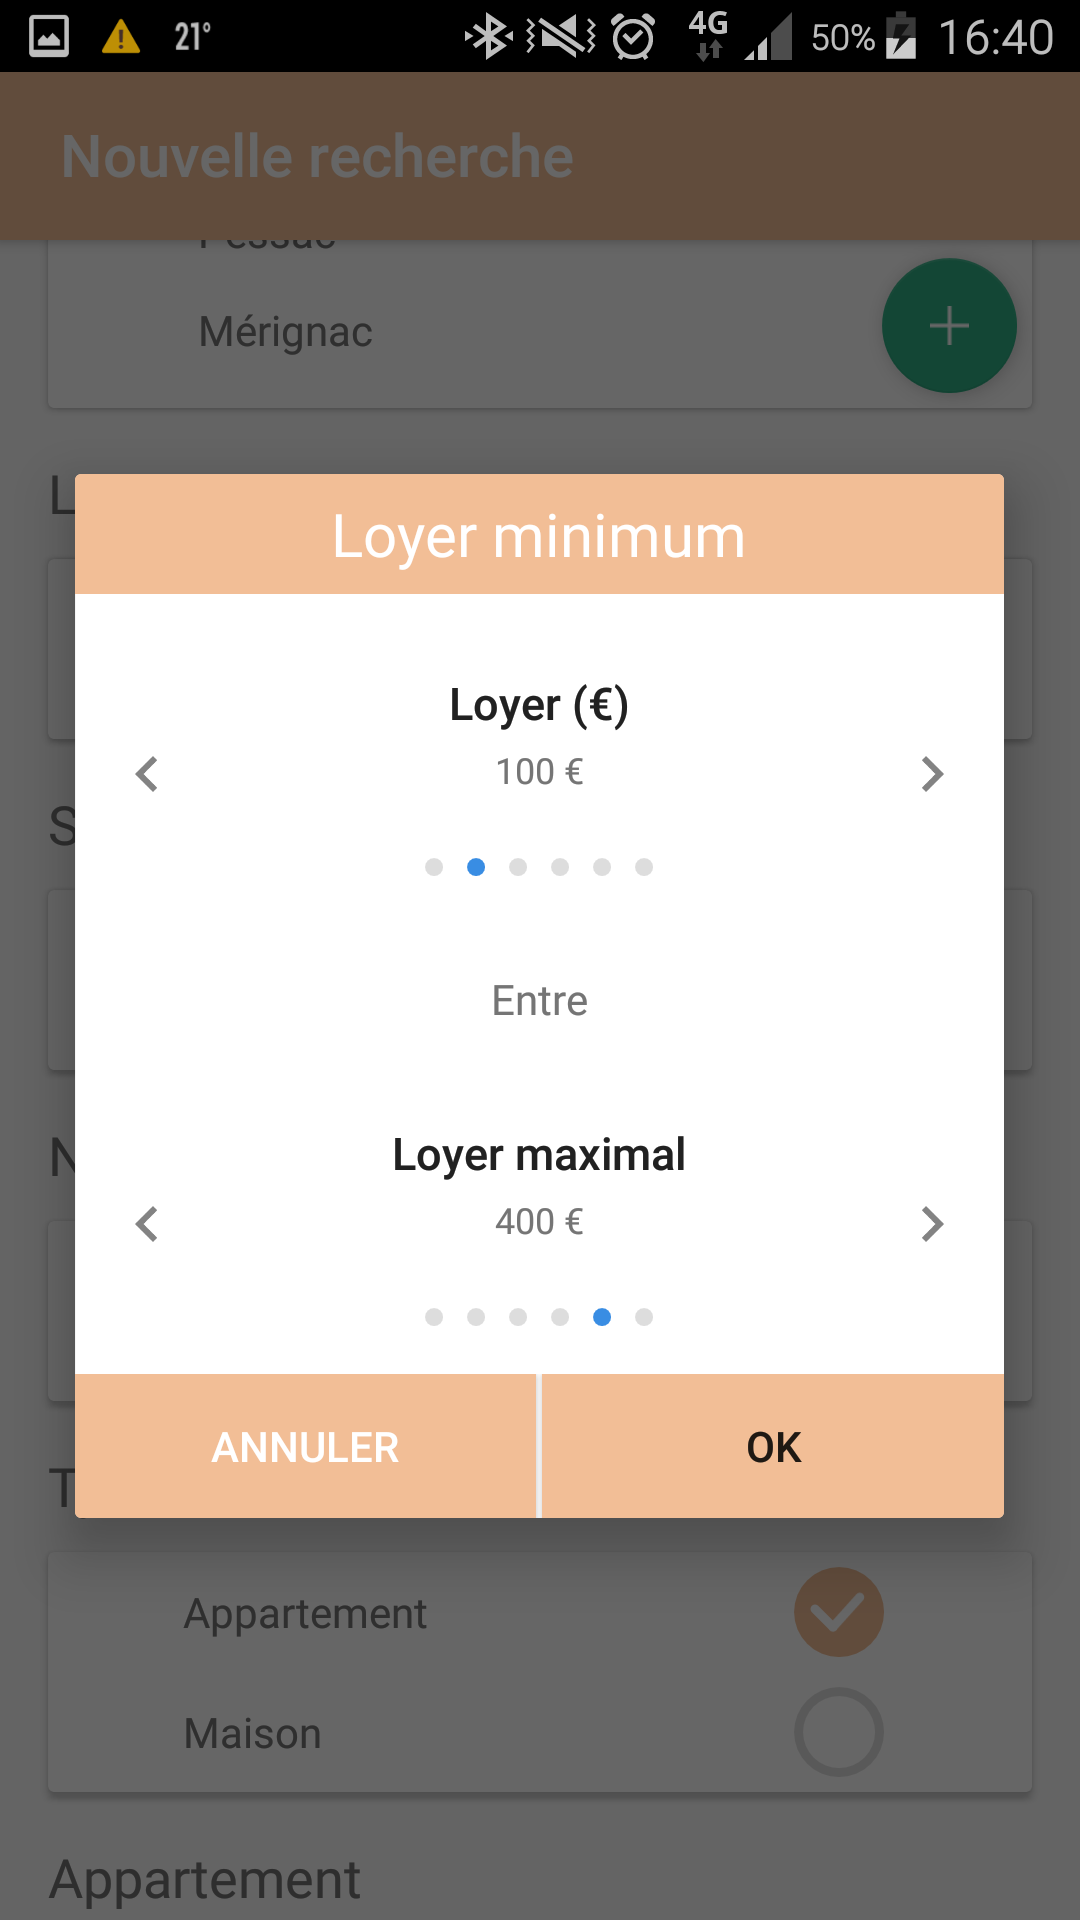 21° 4G 50% 16:40
Nouvelle recherche
Pessac
Mérignac
L
Loyer minimum
Loyer (€)
100 €
S
Entre
N
Loyer maximal
400 €
ANNULER OK
T
Appartement
Maison
Appartement